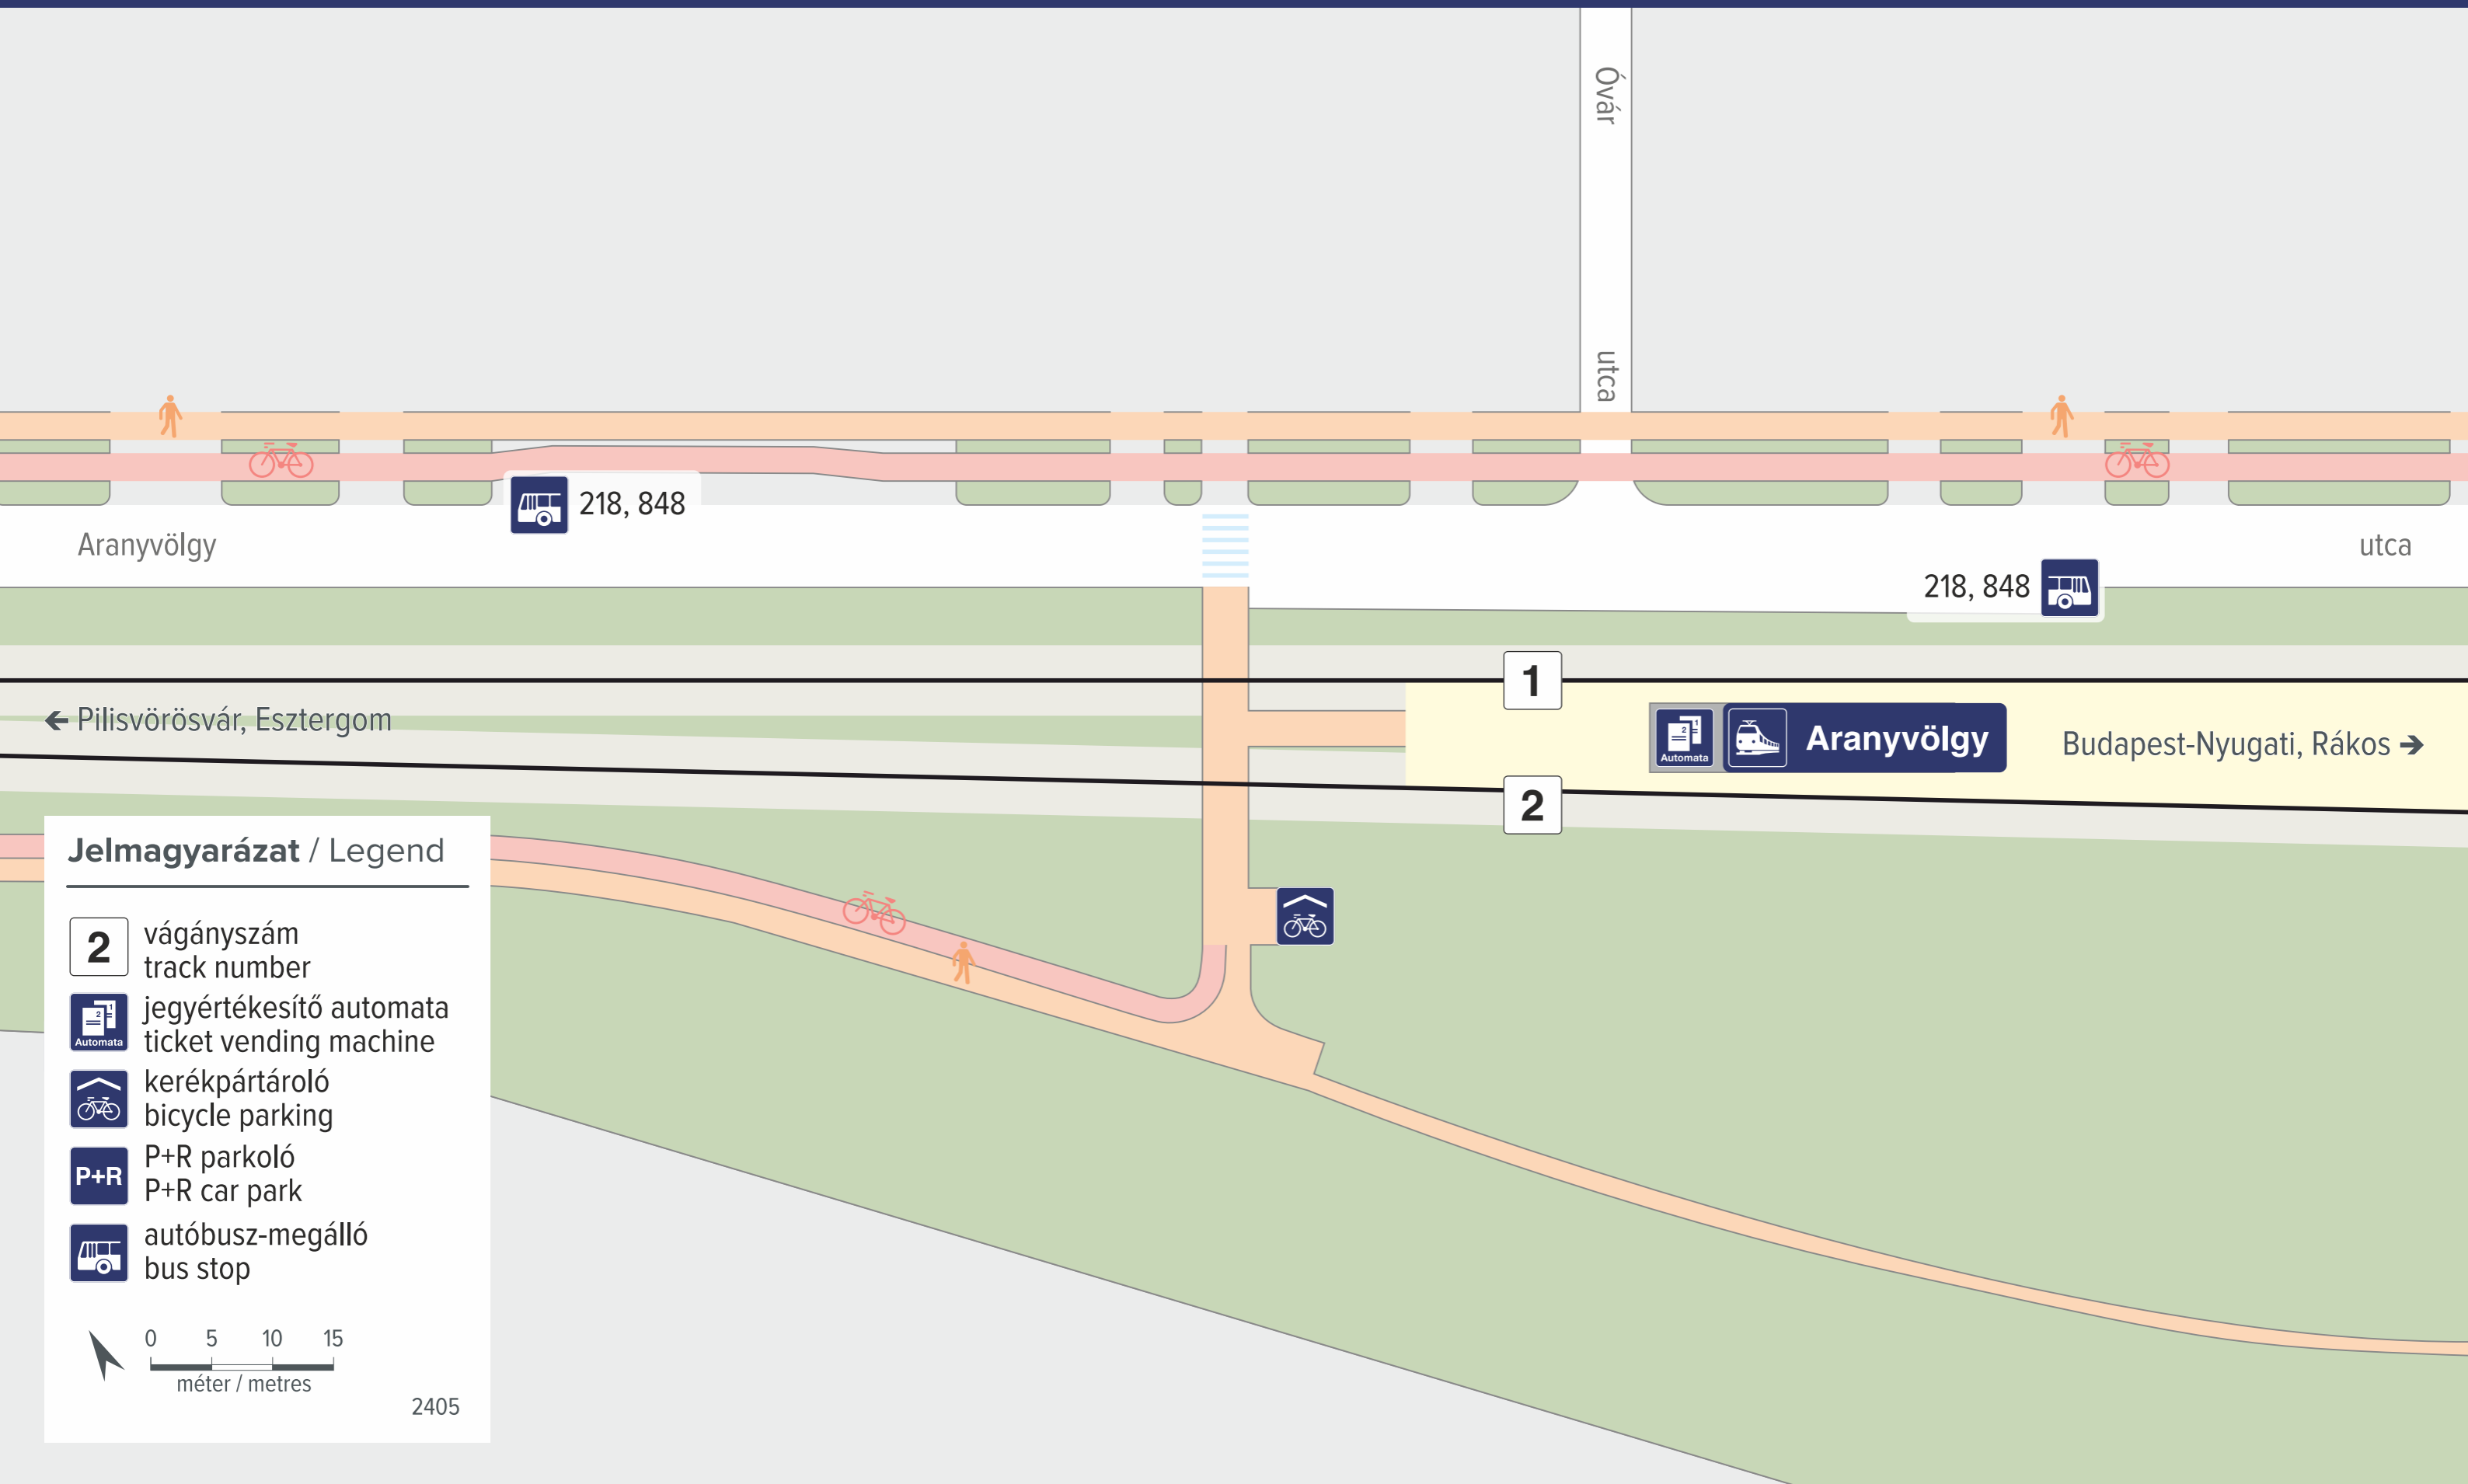 Óvár
utca
218, 848
Aranyvölgy
utca
218, 848
1
← Pilisvörösvár, Esztergom
Automata
Aranyvölgy
Budapest-Nyugati, Rákos →
2
Jelmagyarázat / Legend
2
vágányszám
track number
1
2
Automata
jegyértékesítő automata
ticket vending machine
kerékpártároló
bicycle parking
P+R
P+R parkoló
P+R car park
autóbusz-megálló
bus stop
0 5 10 15
méter / metres
2405